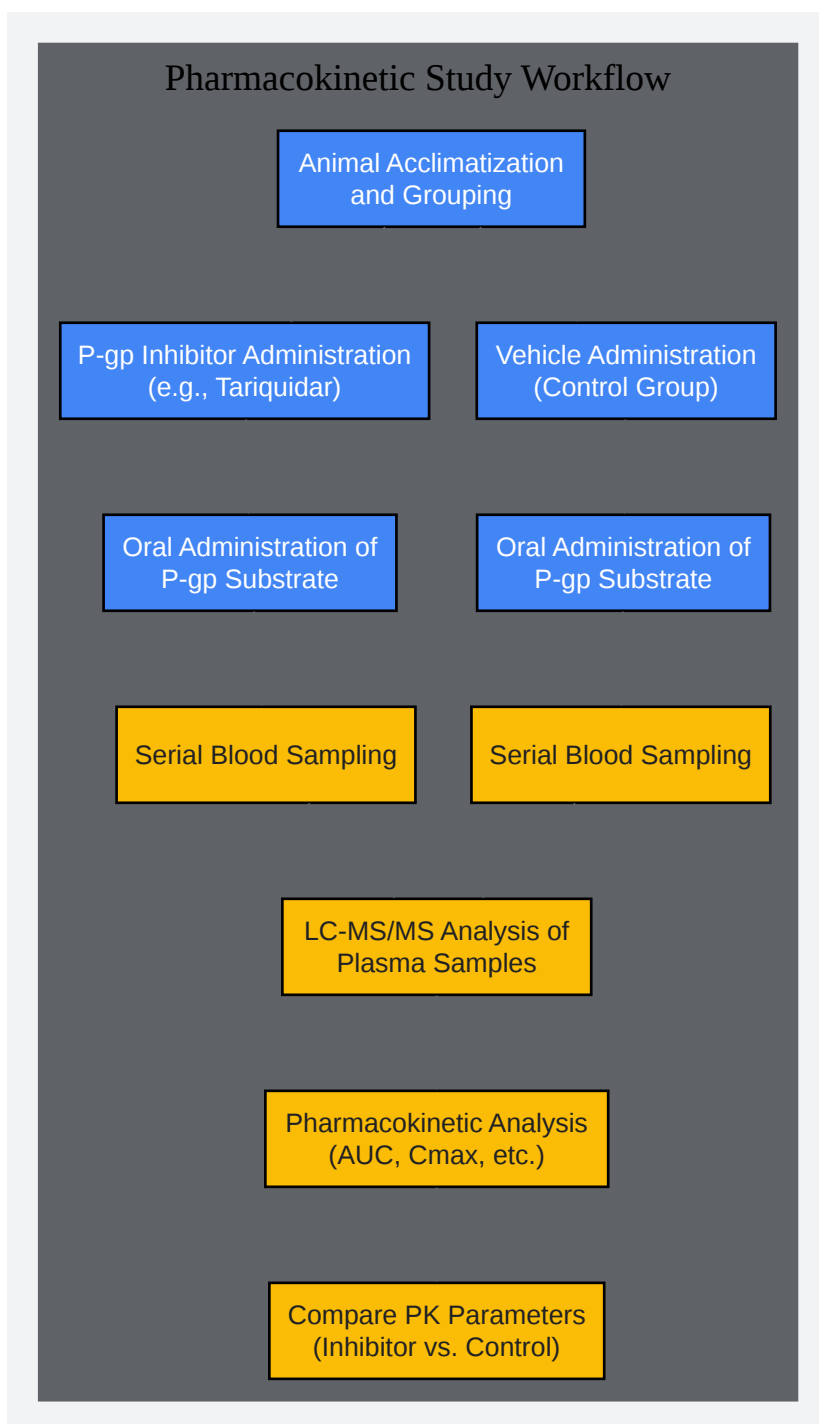 Pharmacokinetic Study Workflow
Animal Acclimatization
and Grouping
P-gp Inhibitor Administration
(e.g., Tariquidar)
Vehicle Administration
(Control Group)
Oral Administration of
P-gp Substrate
Oral Administration of
P-gp Substrate
Serial Blood Sampling
Serial Blood Sampling
LC-MS/MS Analysis of
Plasma Samples
Pharmacokinetic Analysis
(AUC, Cmax, etc.)
Compare PK Parameters
(Inhibitor vs. Control)